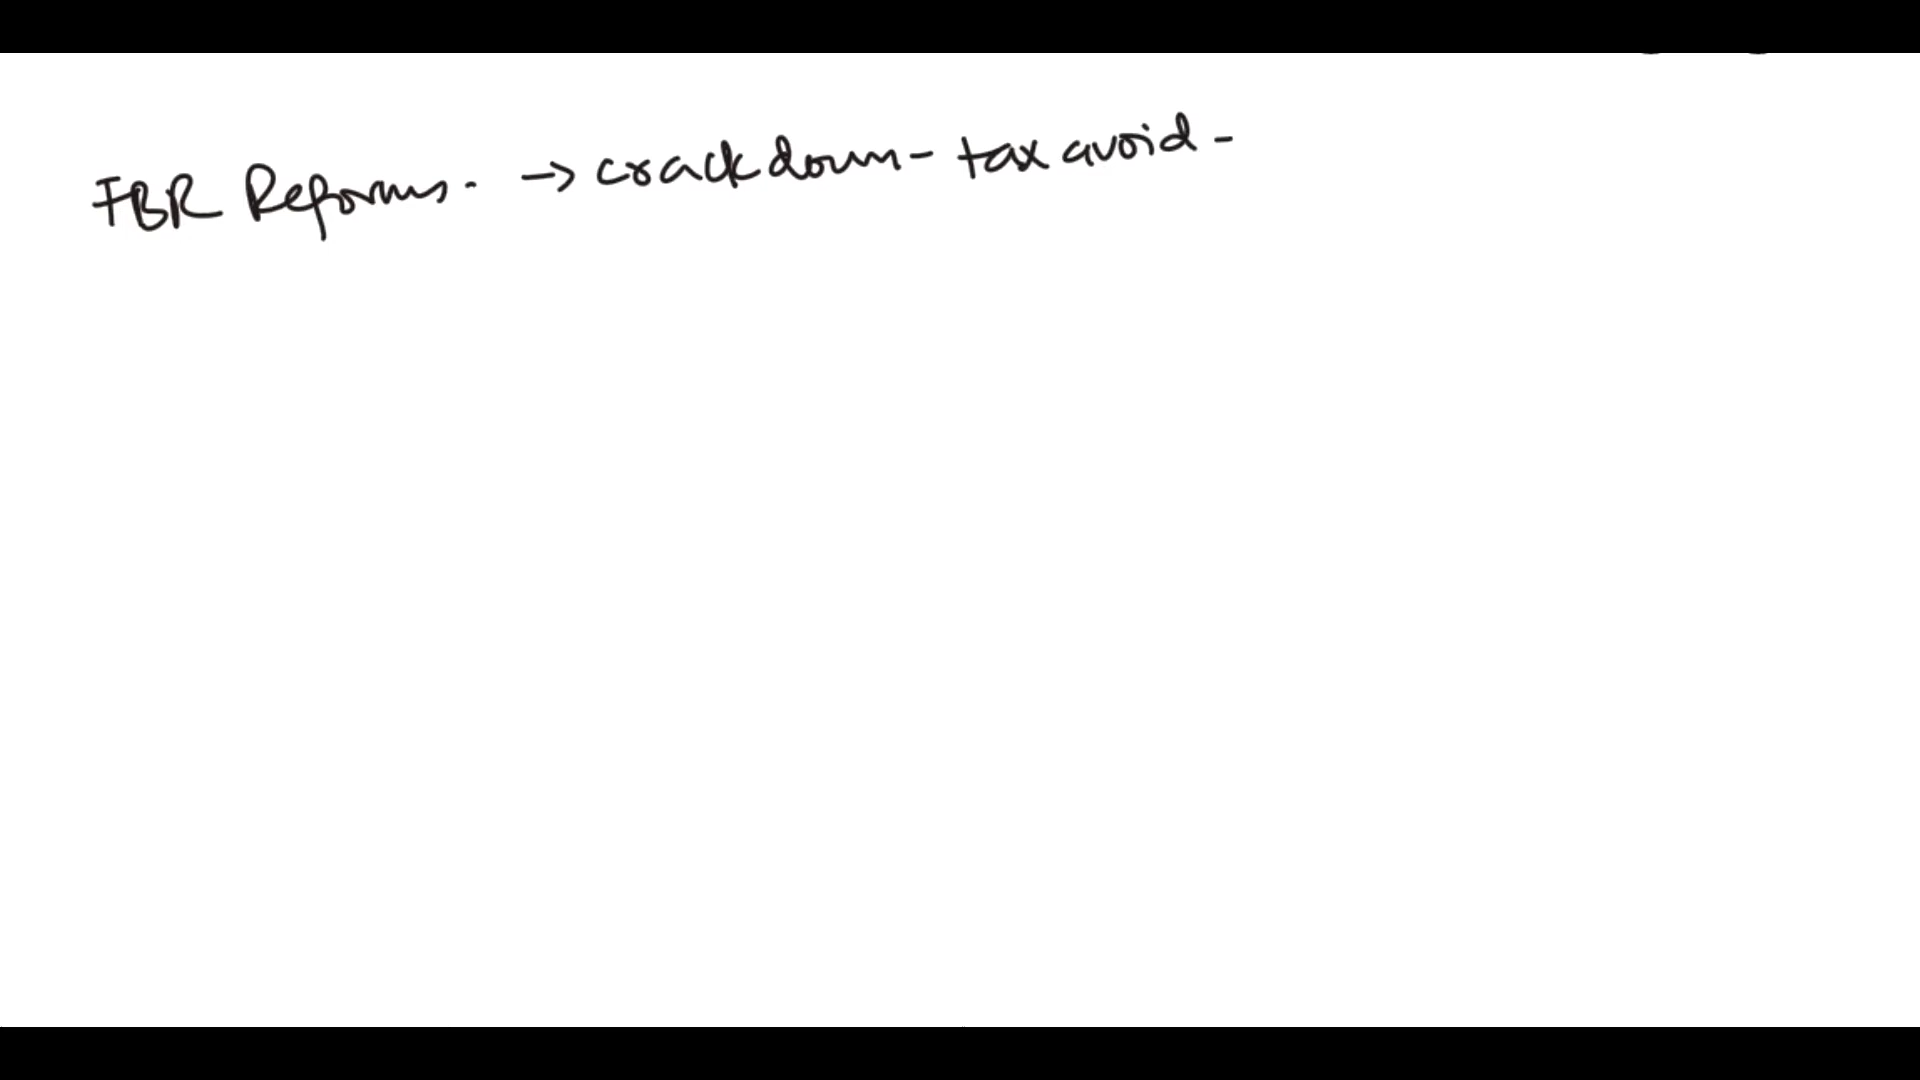 FBR Reforms. → crackdown - tax avoid -